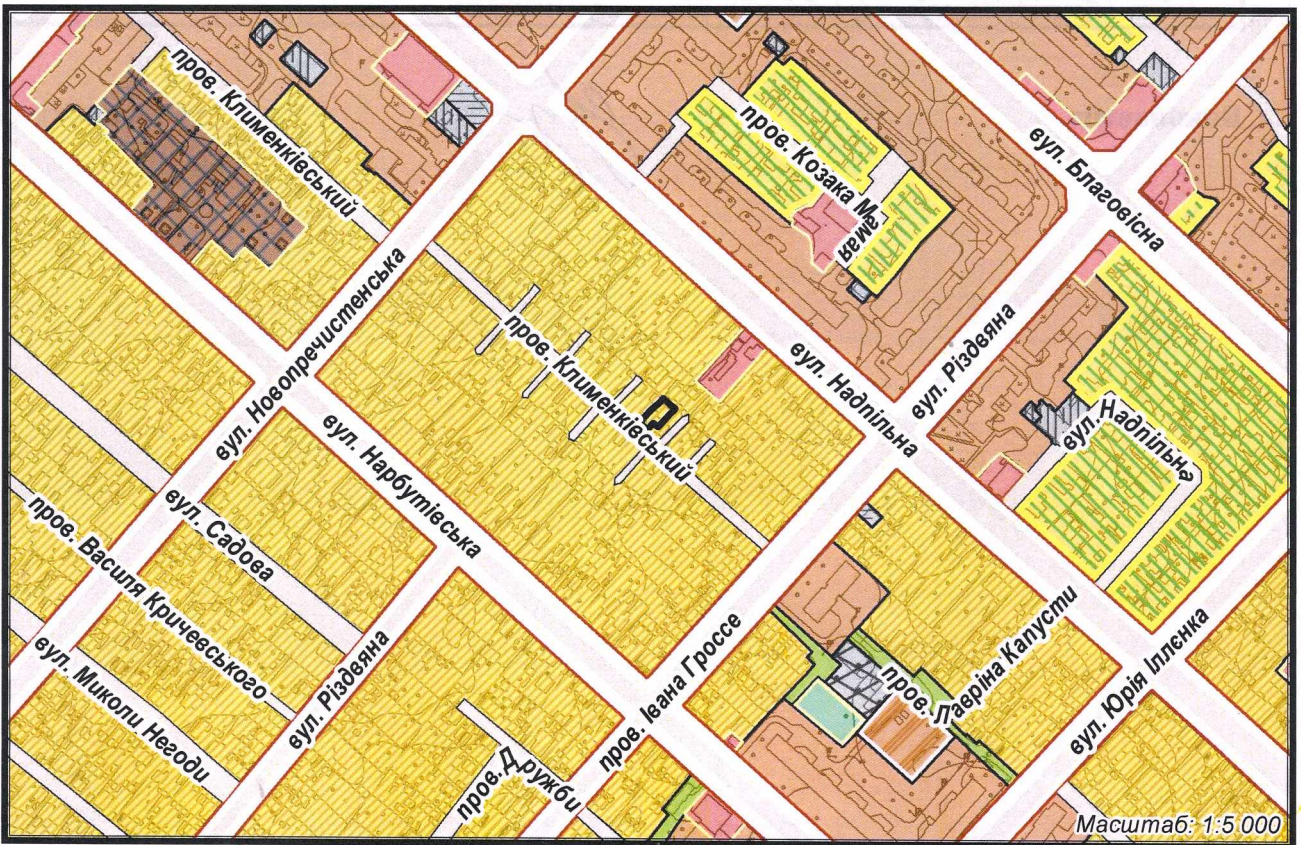 пров. Клименківський
пров. Козака Мамая
вул. Благовісна
вул. Новопречистенська
пров. Клименківський
вул. Надпільна
вул. Різдвяна
вул. Надпільна
вул. Нарбутівська
вул. Садова
пров. Василя Кричевського
вул. Миколи Негоди
вул. Різдвяна
пров. Дружби
пров. Івана Гроссе
пров. Лавріна Капусти
вул. Юрія Іллєнка
Масштаб: 1:5 000